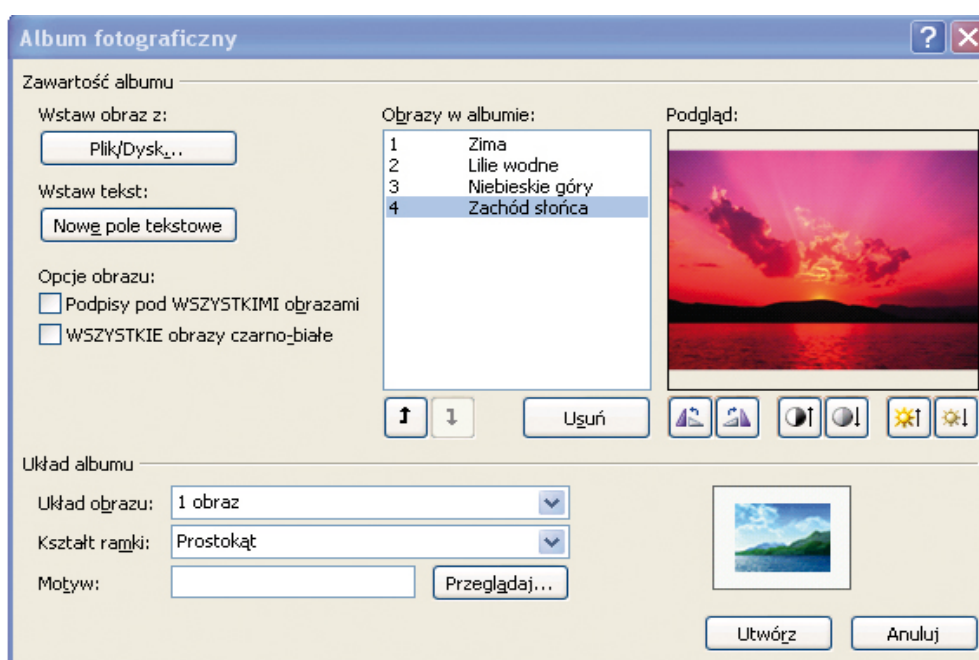 Album fotograficzny
Zawartość albumu
Wstaw obraz z:
Plik/Dysk...
Wstaw tekst:
Nowe pole tekstowe
Opcje obrazu:
Podpisy pod WSZYSTKIMI obrazami
WSZYSTKIE obrazy czarno-białe
Obrazy w albumie:
1 Zima
2 Lilie wodne
3 Niebieskie góry
4 Zachód słońca
Usuń
Podgląd:
Układ albumu
Układ obrazu: 1 obraz
Kształt ramki: Prostokąt
Motyw: Przeglądaj...
Utwórz Anuluj